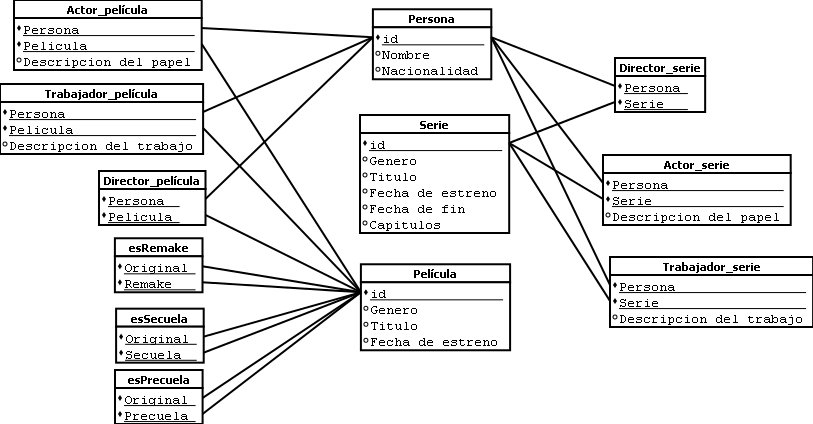 Actor_película
Persona
Pelicula
Descripcion del papel
Trabajador_película
Persona
Pelicula
Descripcion del trabajo
Director_película
Persona
Pelicula
esRemake
Original
Remake
esSecuela
Original
Secuela
esPrecuela
Original
Precuela
Persona
id
Nombre
Nacionalidad
Serie
id
Genero
Titulo
Fecha de estreno
Fecha de fin
Capitulos
Película
id
Genero
Titulo
Fecha de estreno
Director_serie
Persona
Serie
Actor_serie
Persona
Serie
Descripcion del papel
Trabajador_serie
Persona
Serie
Descripcion del trabajo